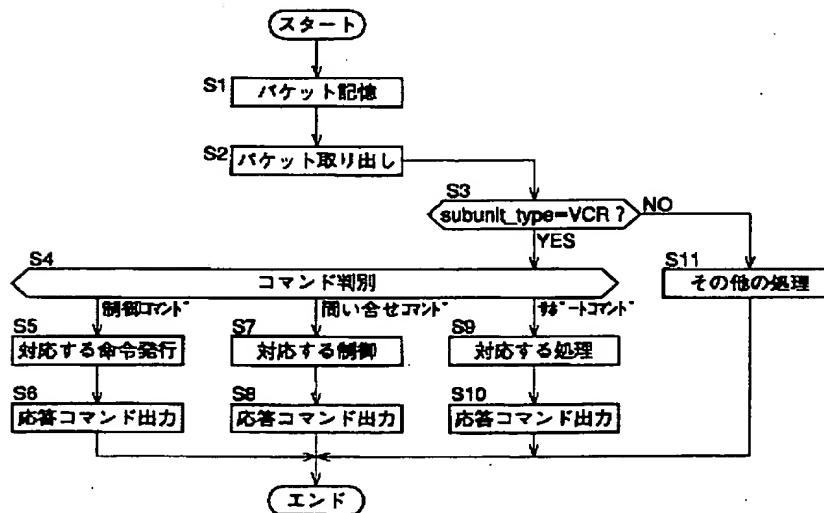 スタート
S1
パケット記憶
S2
パケット取り出し
S3
subunit_type=VCR ?
NO
YES
S4
コマンド判別
S11
その他の処理
制御コマンド
問い合せコマンド
サポートコマンド
S5
対応する命令発行
S7
対応する制御
S9
対応する処理
S6
応答コマンド出力
S8
応答コマンド出力
S10
応答コマンド出力
エンド